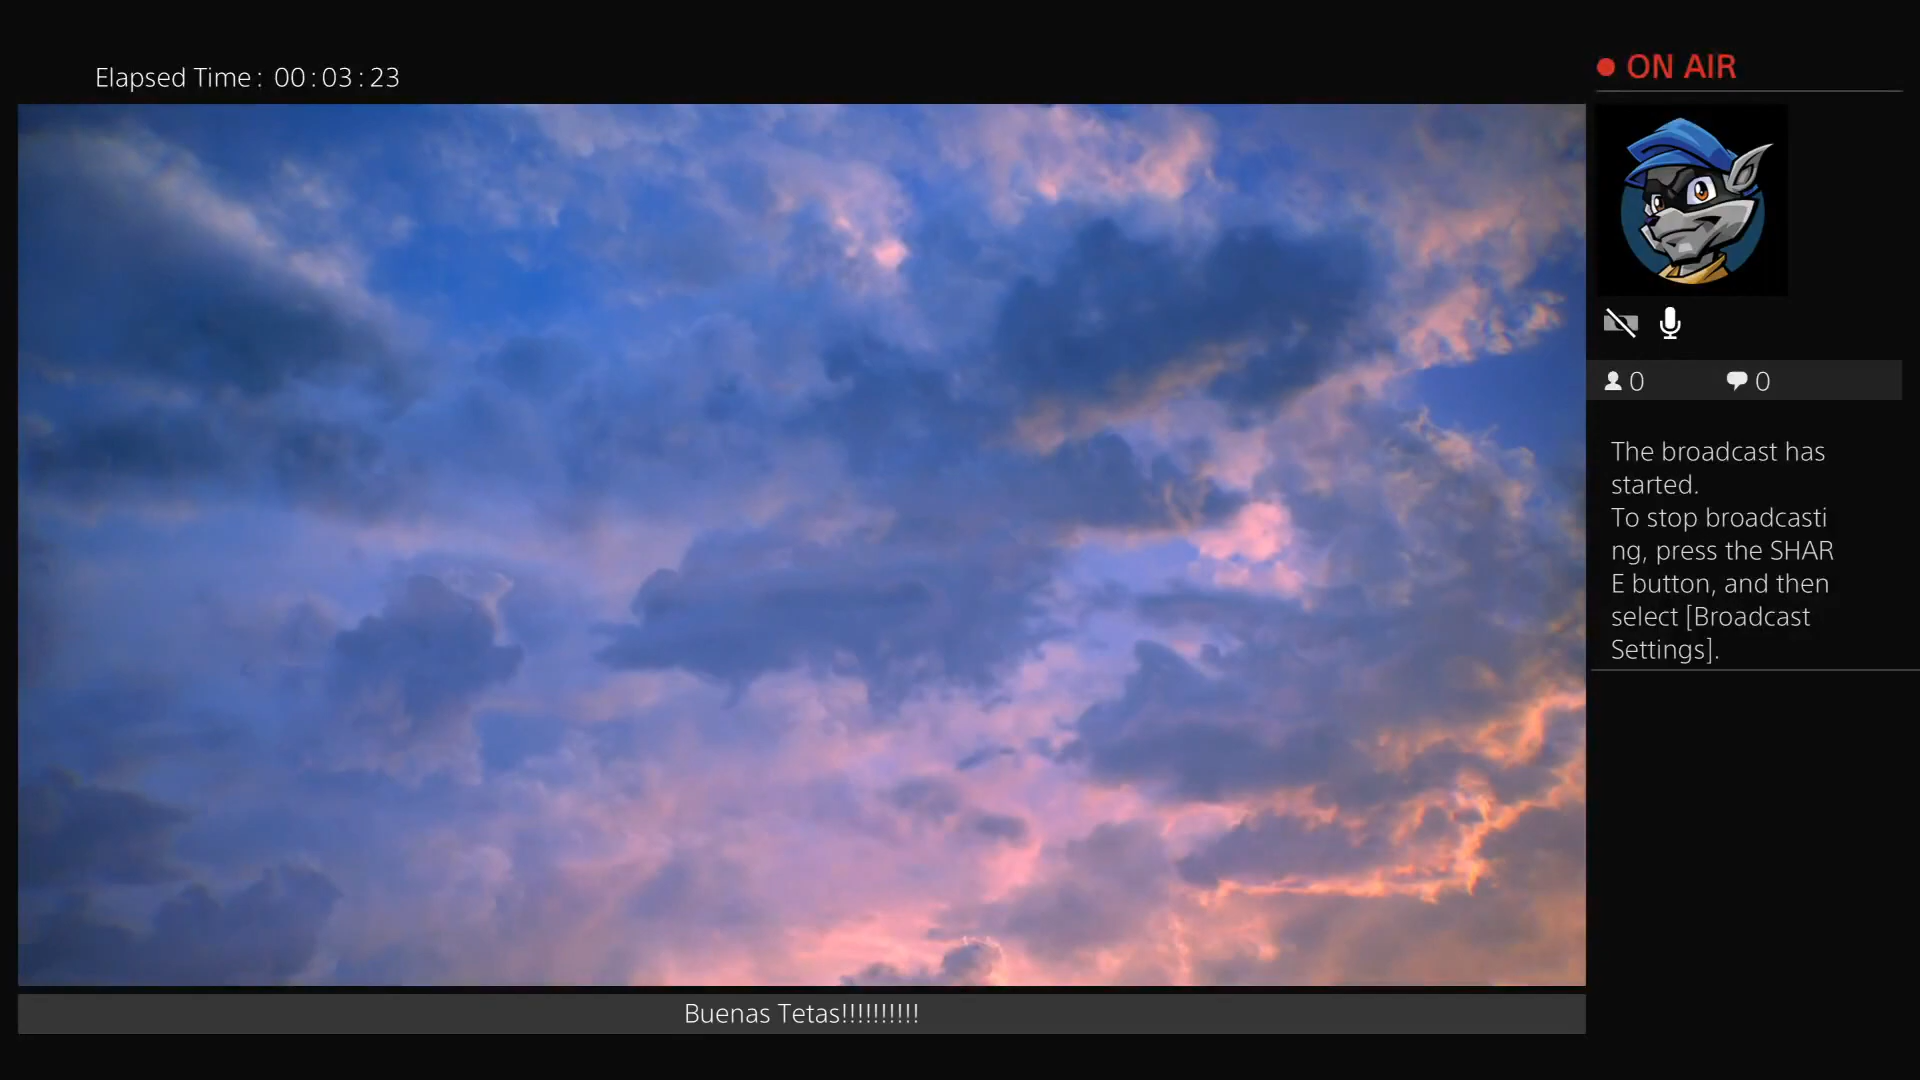 Elapsed Time: 00:03:23
ON AIR
0 0
The broadcast has
started.
To stop broadcasti
ng, press the SHAR
E button, and then
select [Broadcast
Settings].
Buenas Tetas!!!!!!!!!!